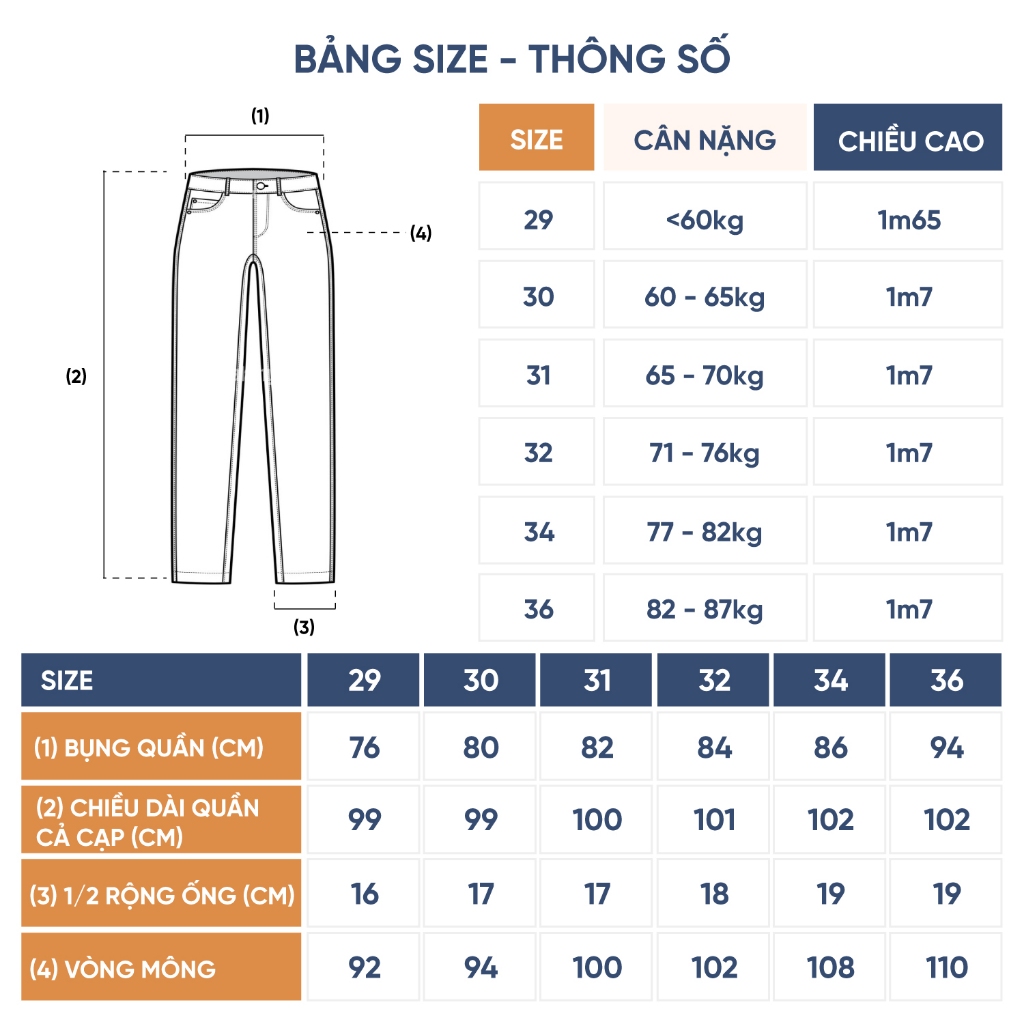 BẢNG SIZE - THÔNG SỐ
(1)
(2)
(3)
(4)
SIZE CÂN NẶNG CHIỀU CAO
29 <60kg 1m65
30 60 - 65kg 1m7
31 65 - 70kg 1m7
32 71 - 76kg 1m7
34 77 - 82kg 1m7
36 82 - 87kg 1m7
SIZE 29 30 31 32 34 36
(1) BỤNG QUẦN (CM) 76 80 82 84 86 94
(2) CHIỀU DÀI QUẦN
CẢ CẠP (CM) 99 99 100 101 102 102
(3) 1/2 RỘNG ỐNG (CM) 16 17 17 18 19 19
(4) VÒNG MÔNG 92 94 100 102 108 110